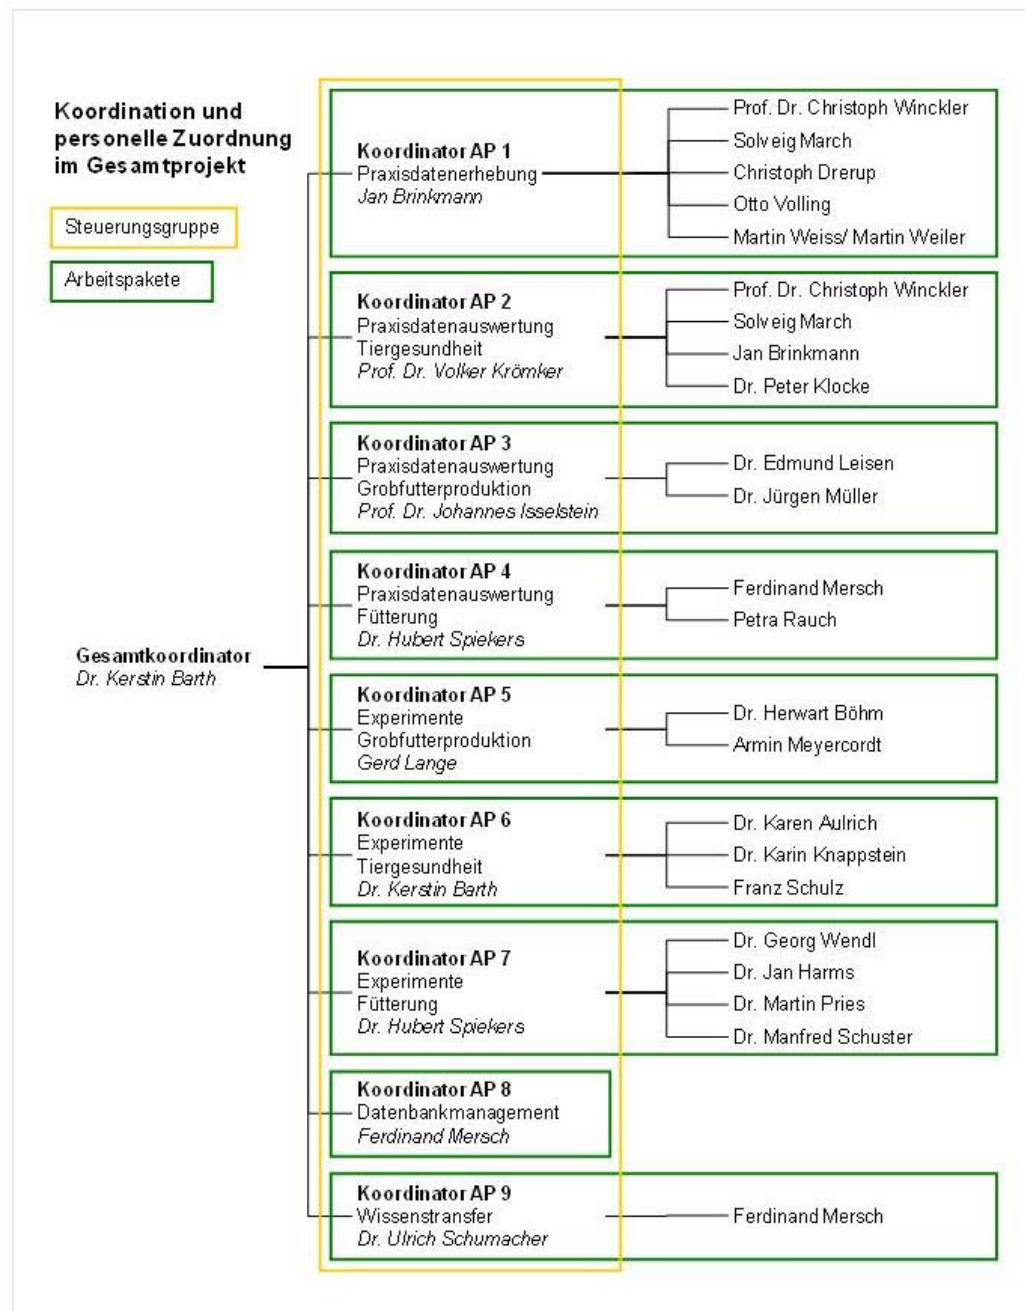 Koordination und
personelle Zuordnung
im Gesamtprojekt
Steuerungsgruppe
Arbeitspakete
Gesamtkoordinator
Dr. Kerstin Barth
Koordinator AP 1
Praxisdatenerhebung
Jan Brinkmann
Prof. Dr. Christoph Winckler
Solveig March
Christoph Drerup
Otto Volling
Martin Weiss/ Martin Weiler
Koordinator AP 2
Praxisdatenauswertung
Tiergesundheit
Prof. Dr. Volker Krömker
Prof. Dr. Christoph Winckler
Solveig March
Jan Brinkmann
Dr. Peter Klocke
Koordinator AP 3
Praxisdatenauswertung
Grobfutterproduktion
Prof. Dr. Johannes Isselstein
Dr. Edmund Leisen
Dr. Jürgen Müller
Koordinator AP 4
Praxisdatenauswertung
Fütterung
Dr. Hubert Spiekers
Ferdinand Mersch
Petra Rauch
Koordinator AP 5
Experimente
Grobfutterproduktion
Gerd Lange
Dr. Herwart Böhm
Armin Meyercordt
Koordinator AP 6
Experimente
Tiergesundheit
Dr. Kerstin Barth
Dr. Karen Aulrich
Dr. Karin Knappstein
Franz Schulz
Koordinator AP 7
Experimente
Fütterung
Dr. Hubert Spiekers
Dr. Georg Wendl
Dr. Jan Harms
Dr. Martin Pries
Dr. Manfred Schuster
Koordinator AP 8
Datenbankmanagement
Ferdinand Mersch
Koordinator AP 9
Wissenstransfer
Dr. Ulrich Schumacher
Ferdinand Mersch